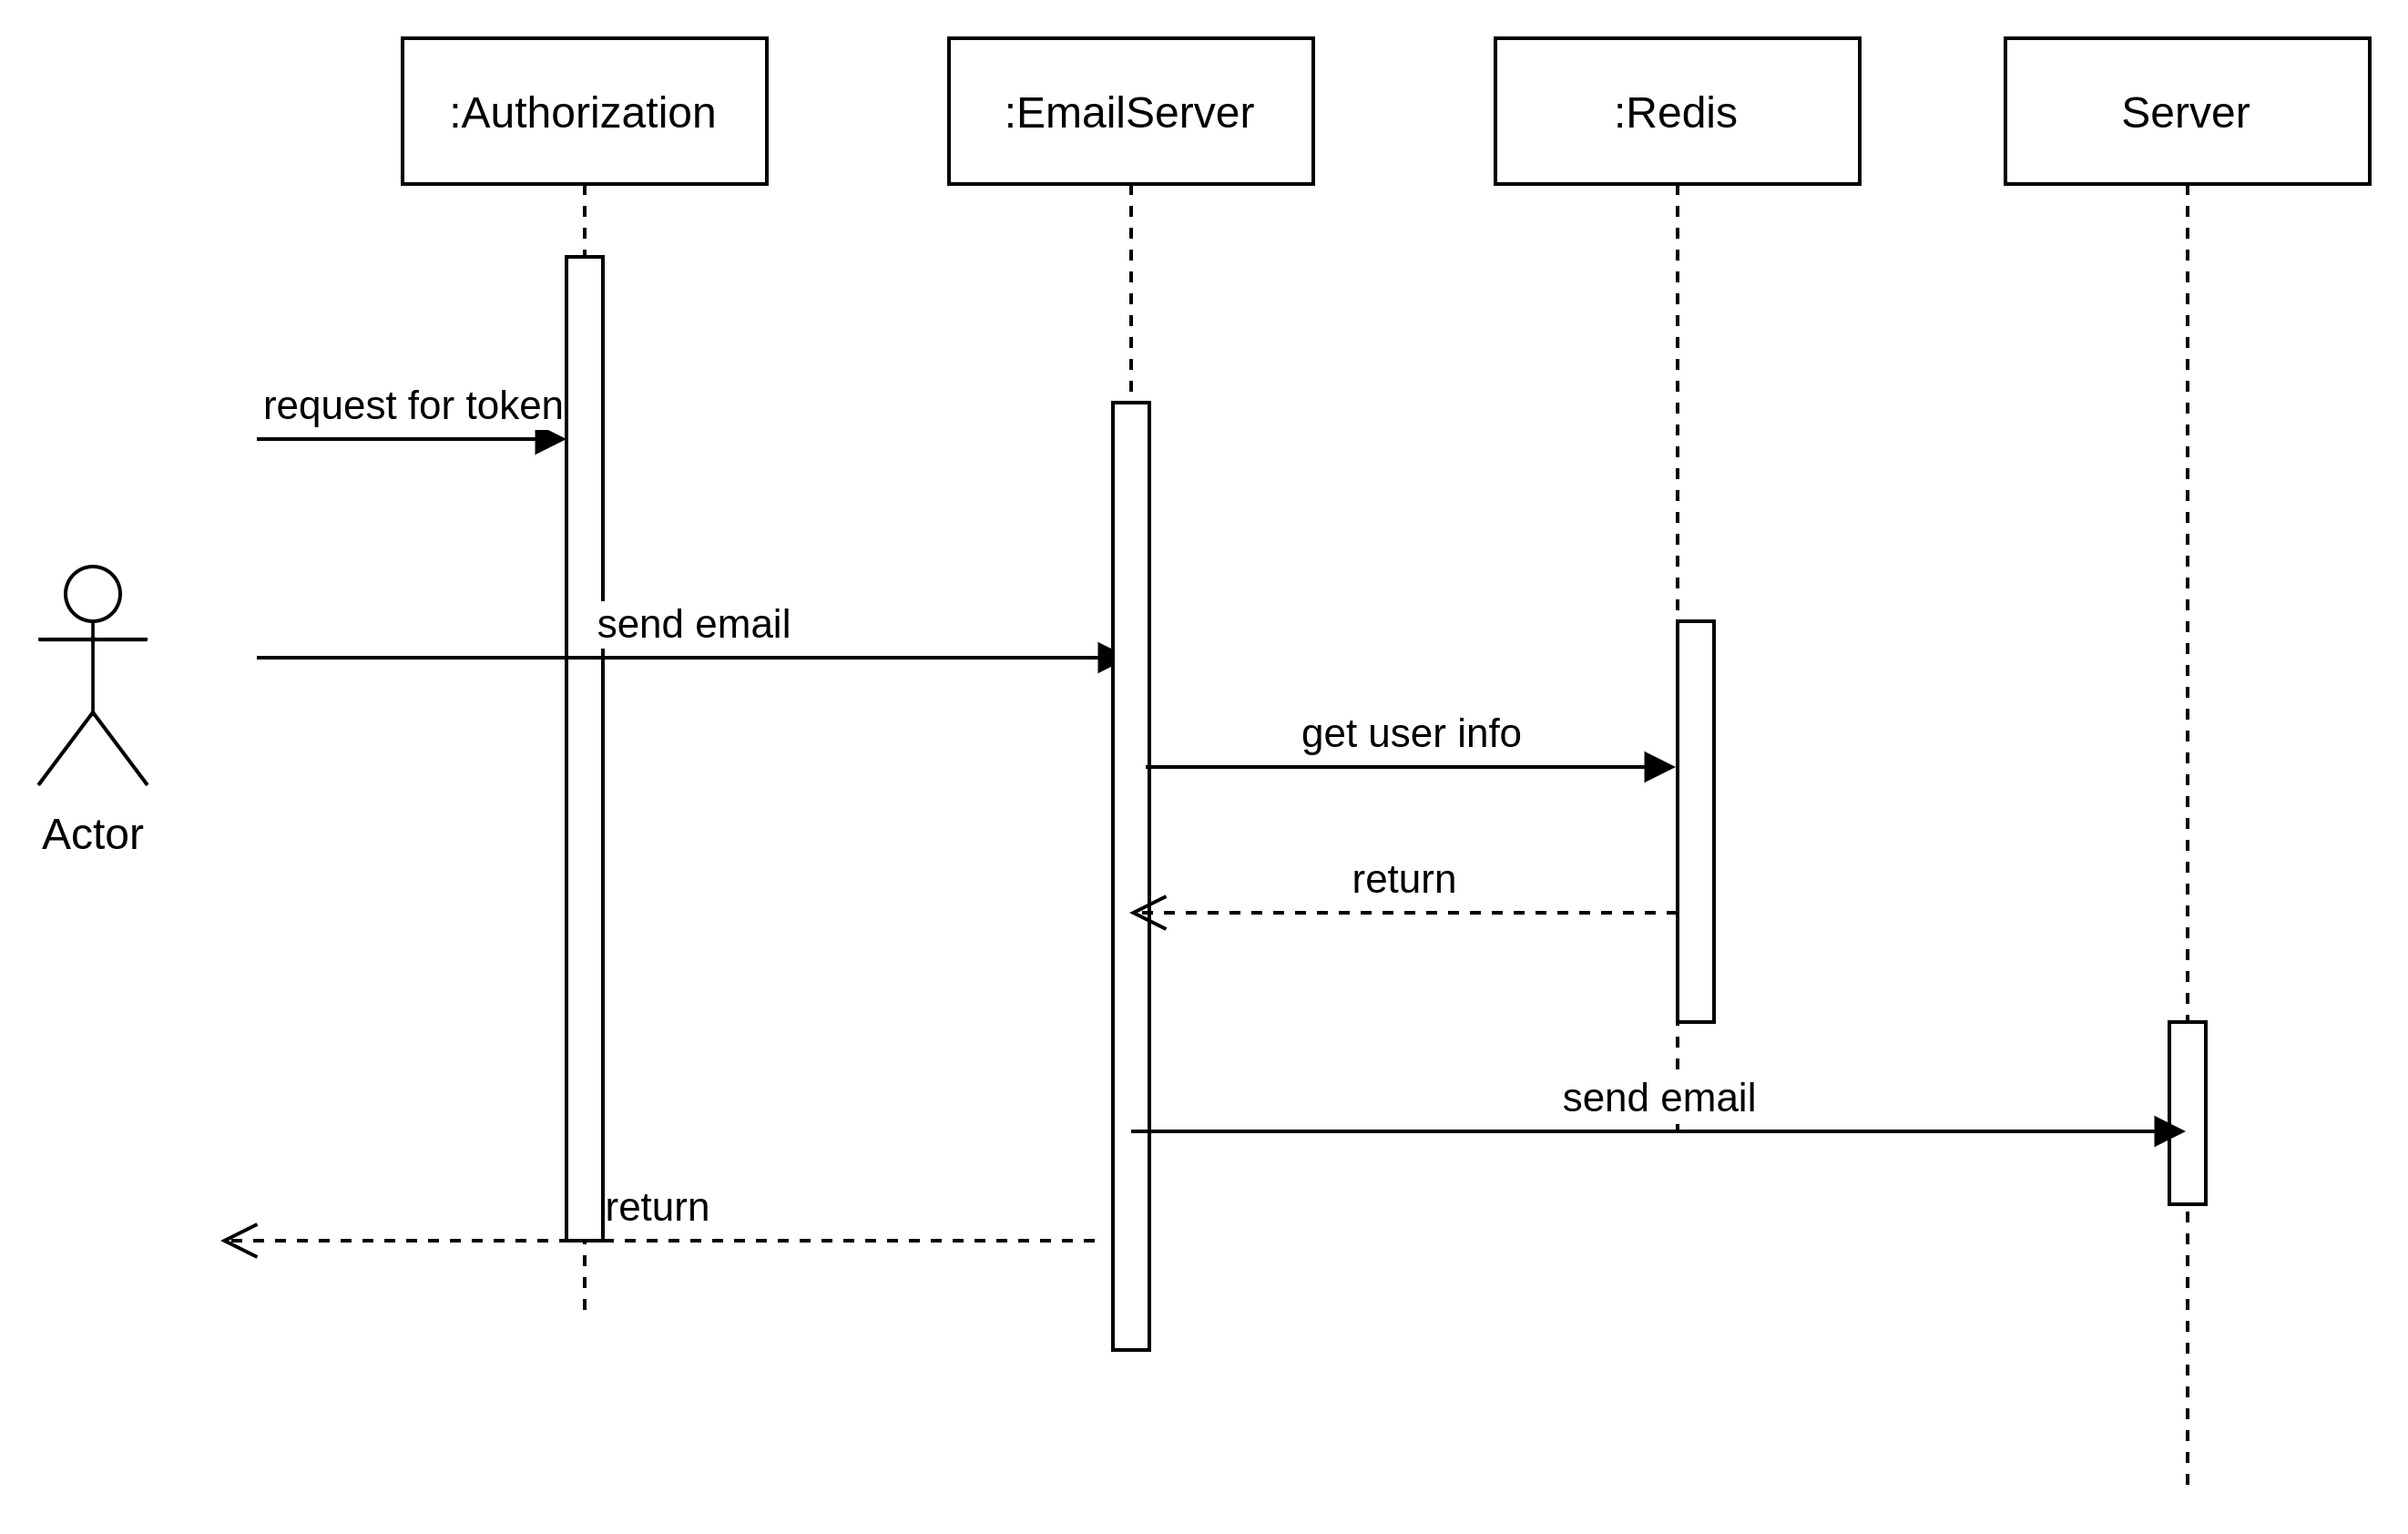 :Authorization
:EmailServer
:Redis
Server
request for token
send email
get user info
Actor
return
send email
return